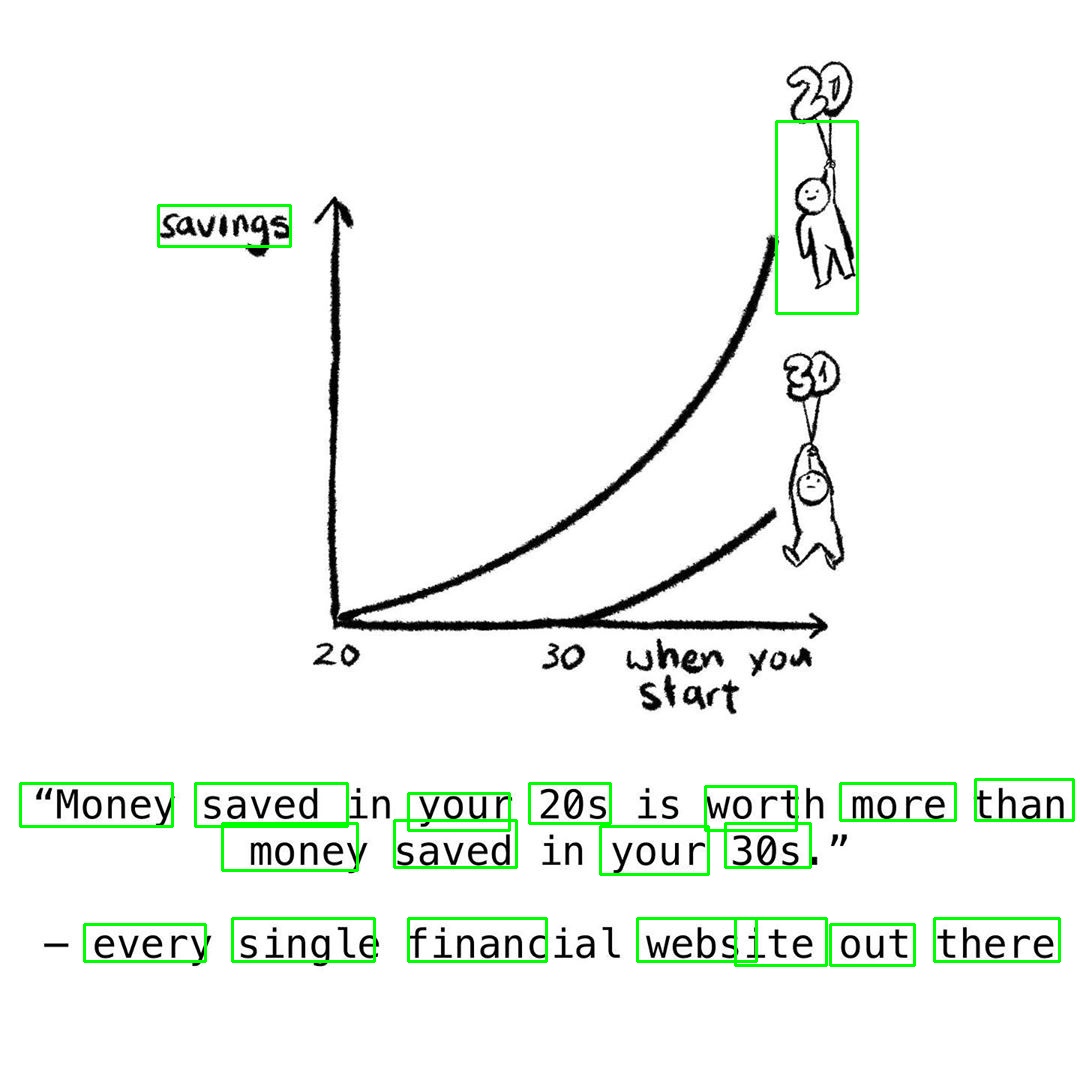 20
savings
30
20 30 when you
start
“Money saved in your 20s is worth more than
money saved in your 30s.”
— every single financial website out there